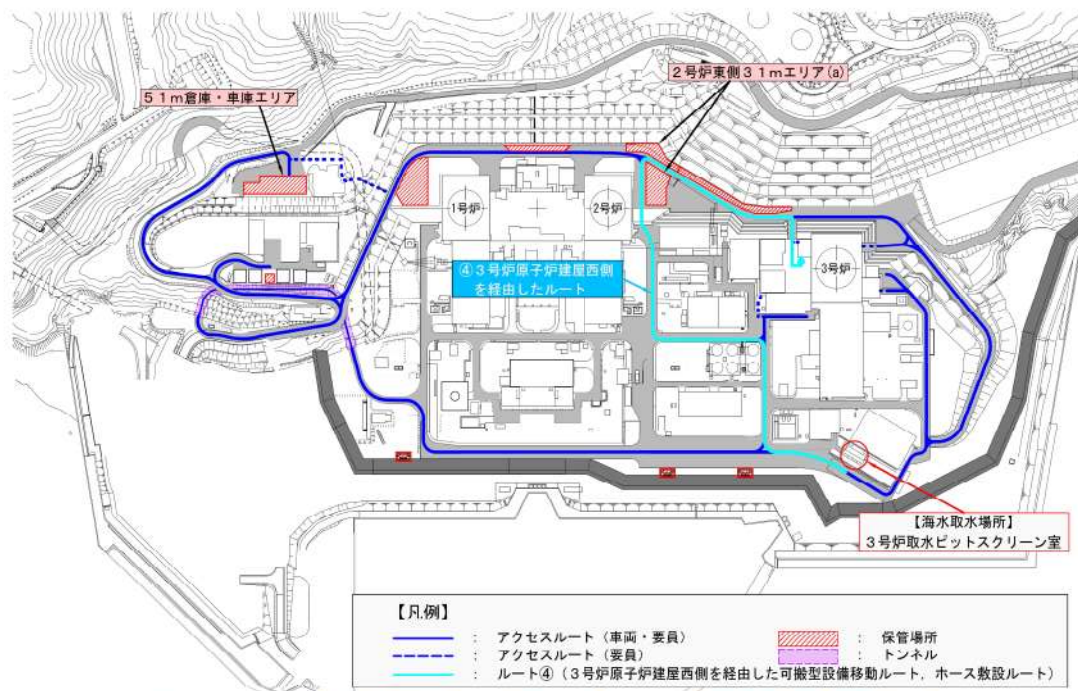 ２号炉東側３１ｍエリア(a)
５１ｍ倉庫・車庫エリア
1号炉
2号炉
3号炉
④３号炉原子炉建屋西側
を経由したルート
【海水取水場所】
３号炉取水ピットスクリーン室
【凡例】
： アクセスルート（車両・要員）
： 保管場所
： アクセスルート（要員）
： トンネル
： ルート④（３号炉原子炉建屋西側を経由した可搬型設備移動ルート，ホース敷設ルート）